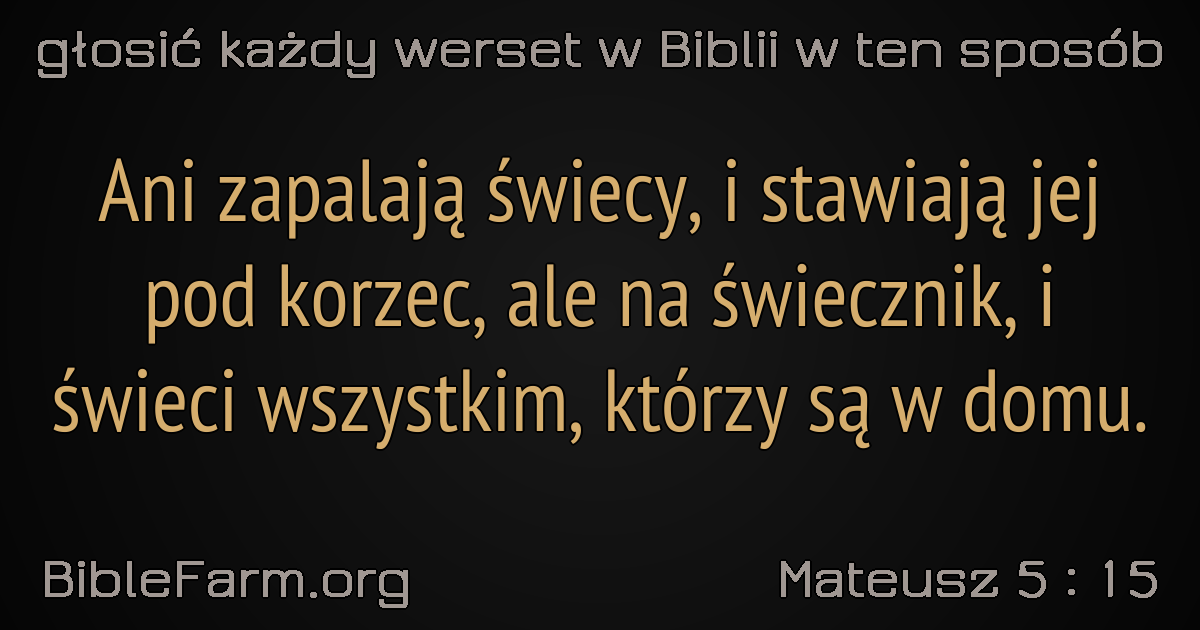 głosić każdy werset w Biblii w ten sposób
Ani zapalają świecy, i stawiają jej
pod korzec, ale na świecznik, i
świeci wszystkim, którzy są w domu.
BibleFarm.org
Mateusz 5 : 15